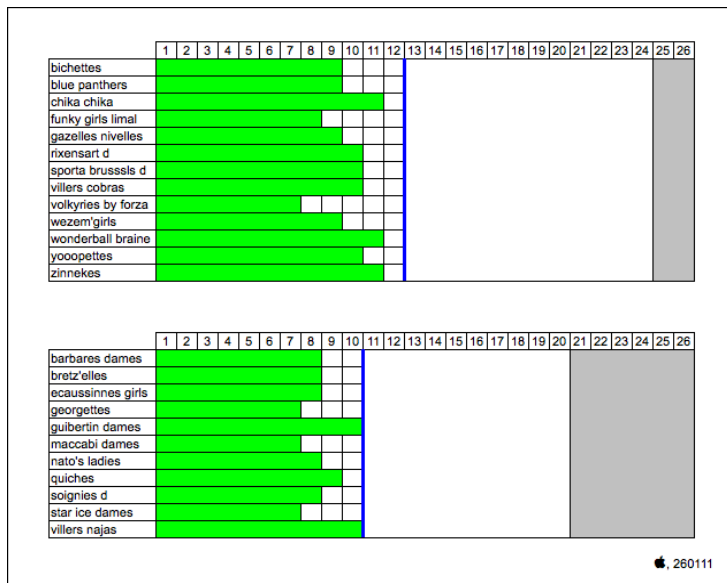 1 2 3 4 5 6 7 8 9 10 11 12 13 14 15 16 17 18 19 20 21 22 23 24 25 26
bichettes
blue panthers
chika chika
funky girls limal
gazelles nivelles
rixensart d
sporta brusssls d
villers cobras
volkyries by forza
wezem'girls
wonderball braine
yooopettes
zinnekes
1 2 3 4 5 6 7 8 9 10 11 12 13 14 15 16 17 18 19 20 21 22 23 24 25 26
barbares dames
bretz'elles
ecaussinnes girls
georgettes
guibertin dames
maccabi dames
nato's ladies
quiches
soignies d
star ice dames
villers najas
, 260111